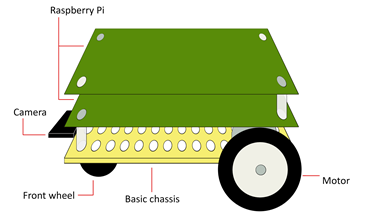 Raspberry Pi
Camera
Front wheel
Basic chassis
Motor